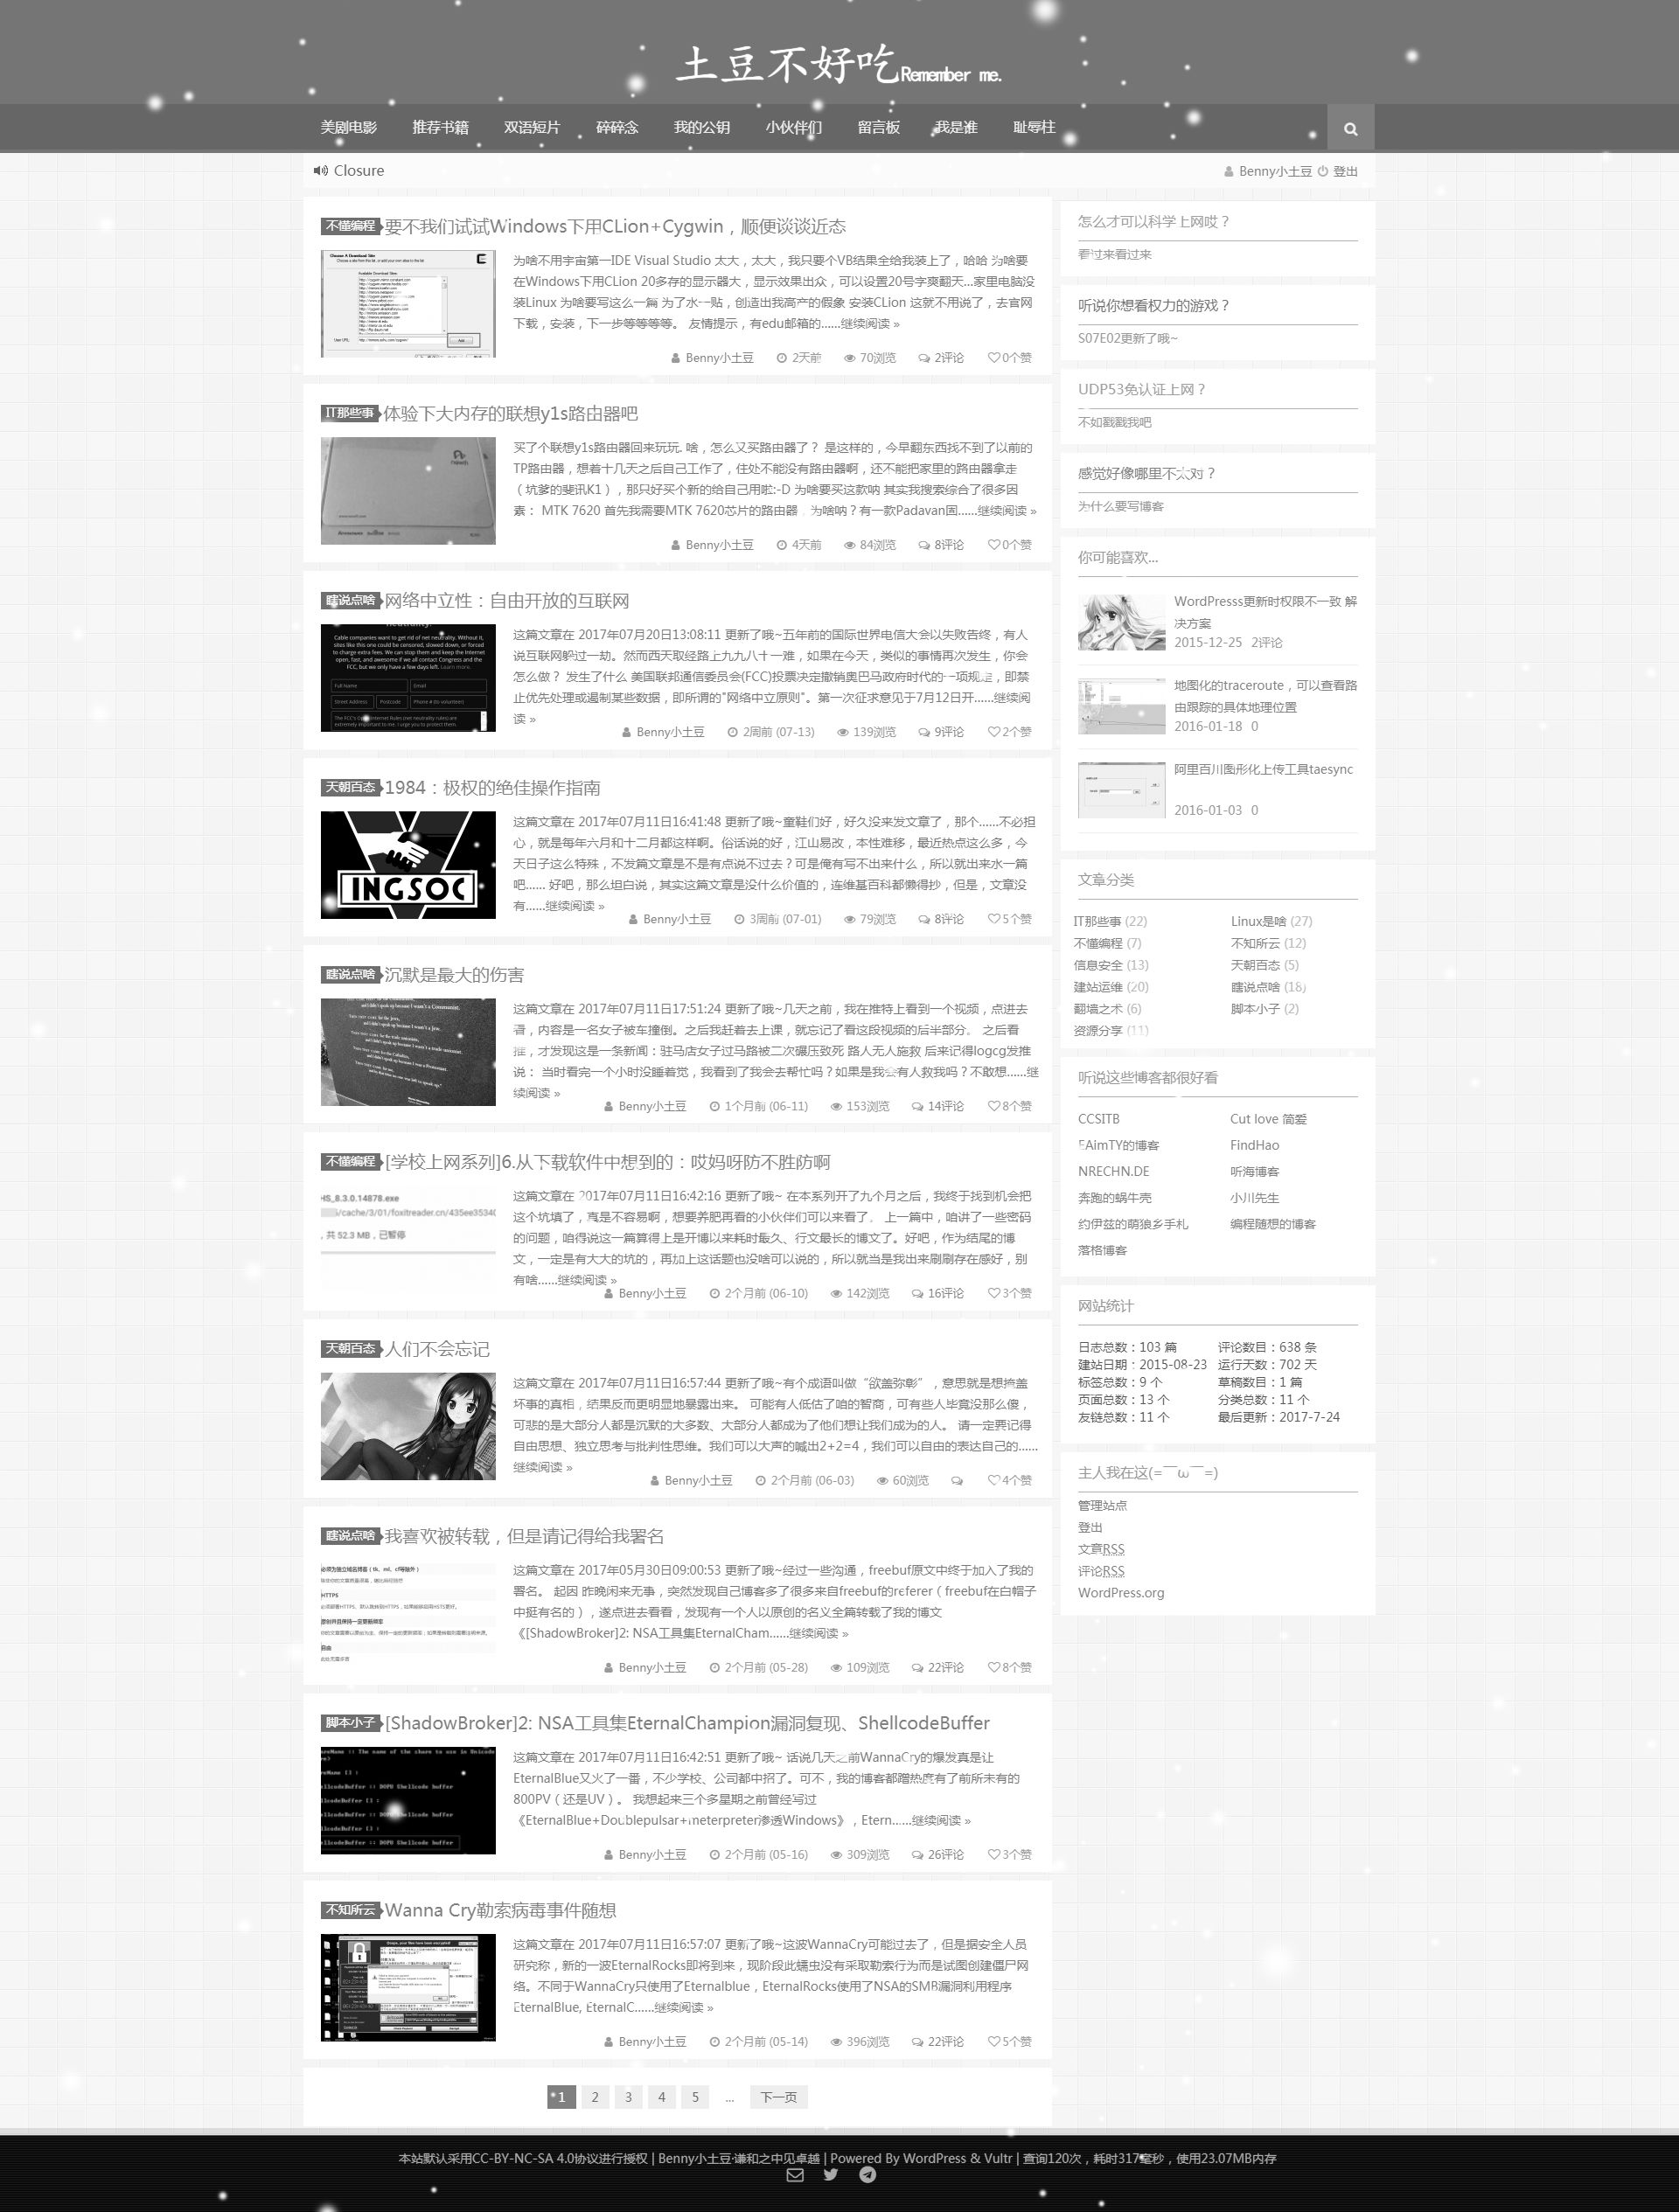 土豆不好吃Remember me.
美剧电影 推荐书籍 双语短片 碎碎念 我的公钥 小伙伴们 留言板 我是谁 耻辱柱
Closure
Benny小土豆 登出
不懂编程 要不我们试试Windows下用CLion+Cygwin，顺便谈谈近态
为啥不用宇宙第一IDE Visual Studio 太大，太大，我只要个VB结果全给我装上了，哈哈 为啥要
在Windows下用CLion 20多存的显示器大，显示效果出众，可以设置20号字爽翻天...家里电脑没
装Linux 为啥要写这么一篇 为了水一贴，创造出我高产的假象 安装CLion 这就不用说了，去官网
下载，安装，下一步等等等等。 友情提示，有edu邮箱的......继续阅读 »
Benny小土豆 2天前 70浏览 2评论 0个赞
IT那些事 体验下大内存的联想y1s路由器吧
买了个联想y1s路由器回来玩玩. 啥，怎么又买路由器了？ 是这样的，今早翻东西找不到了以前的
TP路由器，想着十几天之后自己工作了，住处不能没有路由器啊，还不能把家里的路由器拿走
（坑爹的斐讯K1），那只好买个新的给自己用啦:-D 为啥要买这款呐 其实我搜索综合了很多因
素： MTK 7620 首先我需要MTK 7620芯片的路由器，为啥呐？有一款Padavan固......继续阅读 »
Benny小土豆 4天前 84浏览 8评论 0个赞
瞎说点啥 网络中立性：自由开放的互联网
Cable companies want to get rid of net neutrality. Without it,
sites like this one could be censored, slowed down, or forced
to charge extra fees. We can stop them and keep the Internet
open, fast, and awesome if we all contact Congress and the
FCC, but we only have a few days left. Learn more.
Full Name Email
Street Address Postcode Phone # (to volunteer)
这篇文章在 2017年07月20日13:08:11 更新了哦~五年前的国际世界电信大会以失败告终，有人
说互联网躲过一劫。然而西天取经路上九九八十一难，如果在今天，类似的事情再次发生，你会
怎么做？ 发生了什么 美国联邦通信委员会(FCC)投票决定撤销奥巴马政府时代的一项规定，即禁
止优先处理或遏制某些数据，即所谓的"网络中立原则"。第一次征求意见于7月12日开......继续阅
读 »
Benny小土豆 2周前 (07-13) 139浏览 9评论 2个赞
天朝百态 1984：极权的绝佳操作指南
INGSOC
这篇文章在 2017年07月11日16:41:48 更新了哦~童鞋们好，好久没来发文章了，那个......不必担
心，就是每年六月和十二月都这样啊。俗话说的好，江山易改，本性难移，最近热点这么多，今
天日子这么特殊，不发篇文章是不是有点说不过去？可是俺有写不出来什么，所以就出来水一篇
吧...... 好吧，那么坦白说，其实这篇文章是没什么价值的，连维基百科都懒得抄，但是，文章没
有......继续阅读 »
Benny小土豆 3周前 (07-01) 79浏览 8评论 5个赞
瞎说点啥 沉默是最大的伤害
这篇文章在 2017年07月11日17:51:24 更新了哦~几天之前，我在推特上看到一个视频，点进去
看，内容是一名女子被车撞倒。之后我赶着去上课，就忘记了看这段视频的后半部分。 之后看
推，才发现这是一条新闻：驻马店女子过马路被二次碾压致死 路人无人施救 后来记得logcg发推
说： 当时看完一个小时没睡着觉，我看到了我会去帮忙吗？如果是我会有人救我吗？不敢想......继
续阅读 »
Benny小土豆 1个月前 (06-11) 153浏览 14评论 8个赞
不懂编程 [学校上网系列]6.从下载软件中想到的：哎妈呀防不胜防啊
HS_8.3.0.14878.exe
/cache/3/01/foxitreader.cn/435ee35340
，共 52.3 MB，已暂停
这篇文章在 2017年07月11日16:42:16 更新了哦~ 在本系列开了九个月之后，我终于找到机会把
这个坑填了，真是不容易啊，想要养肥再看的小伙伴们可以来看了。 上一篇中，咱讲了一些密码
的问题，咱得说这一篇算得上是开博以来耗时最久、行文最长的博文了。好吧，作为结尾的博
文，一定是有大大的坑的，再加上这话题也没啥可以说的，所以就当是我出来刷刷存在感好，别
有啥......继续阅读 »
Benny小土豆 2个月前 (06-10) 142浏览 16评论 3个赞
天朝百态 人们不会忘记
这篇文章在 2017年07月11日16:57:44 更新了哦~有个成语叫做“欲盖弥彰”，意思就是想掩盖
坏事的真相，结果反而更明显地暴露出来。 可能有人低估了咱的智商，可有些人毕竟没那么傻，
可悲的是大部分人都是沉默的大多数、大部分人都成为了他们想让我们成为的人。 请一定要记得
自由思想、独立思考与批判性思维。我们可以大声的喊出2+2=4，我们可以自由的表达自己的......
继续阅读 »
Benny小土豆 2个月前 (06-03) 60浏览 4个赞
瞎说点啥 我喜欢被转载，但是请记得给我署名
这篇文章在 2017年05月30日09:00:53 更新了哦~经过一些沟通，freebuf原文中终于加入了我的
署名。 起因 昨晚闲来无事，突然发现自己博客多了很多来自freebuf的referer（freebuf在白帽子
中挺有名的），遂点进去看看，发现有一个人以原创的名义全篇转载了我的博文
《[ShadowBroker]2: NSA工具集EternalCham......继续阅读 »
Benny小土豆 2个月前 (05-28) 109浏览 22评论 8个赞
脚本小子 [ShadowBroker]2: NSA工具集EternalChampion漏洞复现、ShellcodeBuffer
这篇文章在 2017年07月11日16:42:51 更新了哦~ 话说几天之前WannaCry的爆发真是让
EternalBlue又火了一番，不少学校、公司都中招了。可不，我的博客都蹭热度有了前所未有的
800PV（还是UV）。 我想起来三个多星期之前曾经写过
《EternalBlue+Doublepulsar+meterpreter渗透Windows》，Etern......继续阅读 »
Benny小土豆 2个月前 (05-16) 309浏览 26评论 3个赞
不知所云 Wanna Cry勒索病毒事件随想
这篇文章在 2017年07月11日16:57:07 更新了哦~这波WannaCry可能过去了，但是据安全人员
研究称，新的一波EternalRocks即将到来，现阶段此蠕虫没有采取勒索行为而是试图创建僵尸网
络。不同于WannaCry只使用了Eternalblue，EternalRocks使用了NSA的SMB漏洞利用程序
EternalBlue, EternalC......继续阅读 »
Benny小土豆 2个月前 (05-14) 396浏览 22评论 5个赞
1 2 3 4 5 ... 下一页
怎么才可以科学上网哎？
看过来看过来
听说你想看权力的游戏？
S07E02更新了哦~
UDP53免认证上网？
不如戳戳我吧
感觉好像哪里不太对？
为什么要写博客
你可能喜欢...
WordPresss更新时权限不一致 解
决方案
2015-12-25 2评论
地图化的traceroute，可以查看路
由跟踪的具体地理位置
2016-01-18 0
阿里百川图形化上传工具taesync
2016-01-03 0
文章分类
IT那些事 (22) Linux是啥 (27)
不懂编程 (7) 不知所云 (12)
信息安全 (13) 天朝百态 (5)
建站运维 (20) 瞎说点啥 (18)
翻墙之术 (6) 脚本小子 (2)
资源分享 (11)
听说这些博客都很好看
CCSITB Cut love 简爱
EAimTY的博客 FindHao
NRECHN.DE 听海博客
奔跑的蜗牛壳 小川先生
约伊兹的萌狼乡手札 编程随想的博客
落格博客
网站统计
日志总数：103 篇 评论数目：638 条
建站日期：2015-08-23 运行天数：702 天
标签总数：9 个 草稿数目：1 篇
页面总数：13 个 分类总数：11 个
友链总数：11 个 最后更新：2017-7-24
主人我在这(=￣ω￣=)
管理站点
登出
文章RSS
评论RSS
WordPress.org
本站默认采用CC-BY-NC-SA 4.0协议进行授权 | Benny小土豆·谦和之中见卓越 | Powered By WordPress & Vultr | 查询120次，耗时317毫秒，使用23.07MB内存